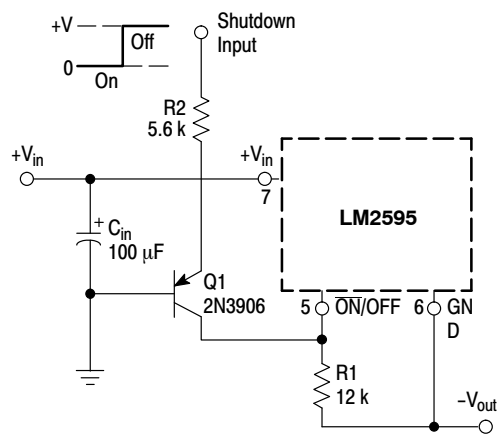 +V
Off
0
On
Shutdown
Input
R2
5.6 k
+Vin
+Vin
7
LM2595
+
Cin
100 μF
Q1
2N3906
5
ON/OFF
6
GN
D
R1
12 k
−Vout